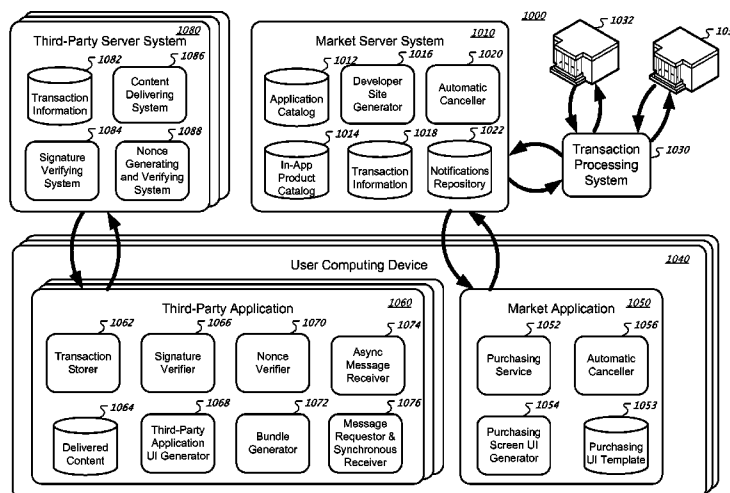 Third-Party Server System
1080
1082
Transaction
Information
1086
Content
Delivering
System
1084
Signature
Verifying
System
1088
Nonce
Generating
and Verifying
System
Market Server System
1010
1012
Application
Catalog
1016
Developer
Site
Generator
1020
Automatic
Canceller
1014
In-App
Product
Catalog
1018
Transaction
Information
1022
Notifications
Repository
1000
1032
Transaction
Processing
System
1030
User Computing Device
1040
Third-Party Application
1060
1062
Transaction
Storer
1066
Signature
Verifier
1070
Nonce
Verifier
1074
Async
Message
Receiver
1064
Delivered
Content
1068
Third-Party
Application
UI Generator
1072
Bundle
Generator
1076
Message
Requestor &
Synchronous
Receiver
Market Application
1050
1052
Purchasing
Service
1056
Automatic
Canceller
1054
Purchasing
Screen UI
Generator
1053
Purchasing
UI Template